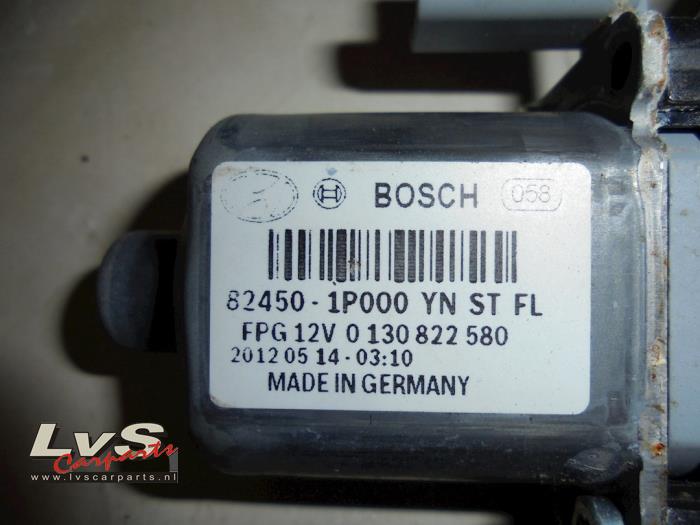 BOSCH 058
82450-1P000 YN ST FL
FPG 12V 0 130 822 580
2012 05 14 - 03:10
MADE IN GERMANY
LvS
Carparts
www.lvscarparts.nl